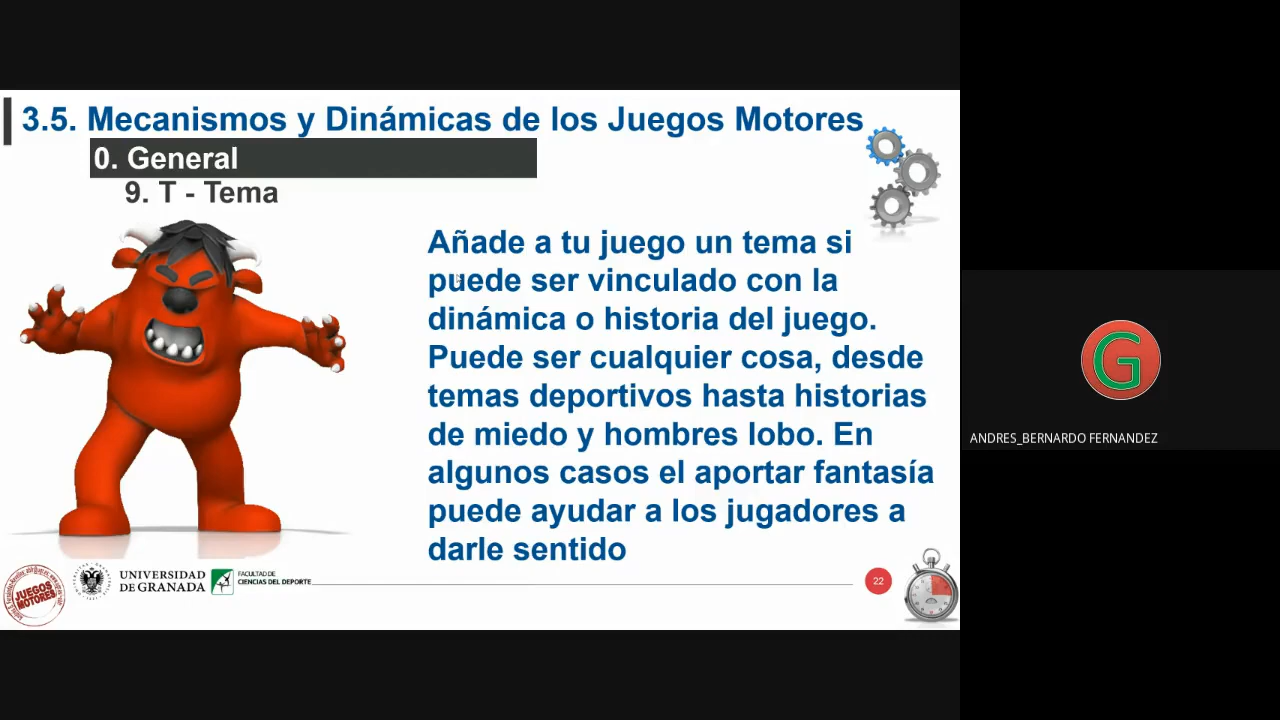 3.5. Mecanismos y Dinámicas de los Juegos Motores
0. General
9. T - Tema
Añade a tu juego un tema si
puede ser vinculado con la
dinámica o historia del juego.
Puede ser cualquier cosa, desde
temas deportivos hasta historias
de miedo y hombres lobo. En
algunos casos el aportar fantasía
puede ayudar a los jugadores a
darle sentido
JUEGOS
MOTORES
UNIVERSIDAD
DE GRANADA
FACULTAD DE
CIENCIAS DEL DEPORTE
22
G
ANDRES_BERNARDO FERNANDEZ